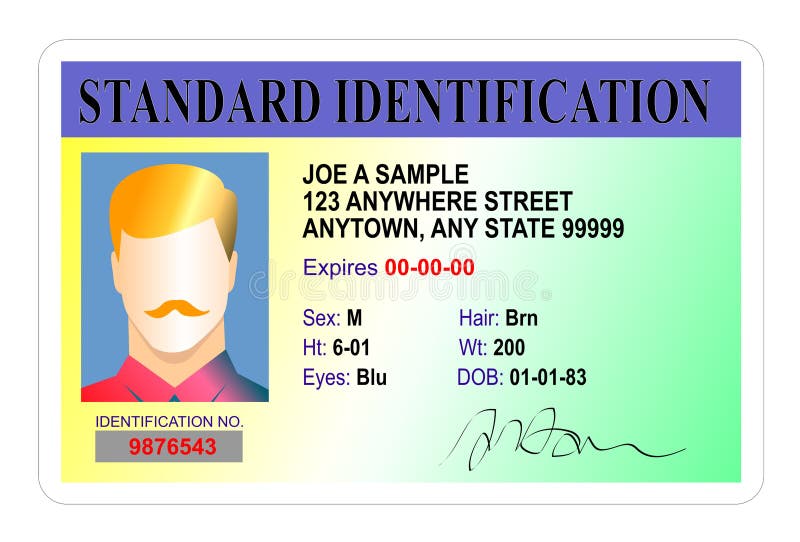 STANDARD IDENTIFICATION
JOE A SAMPLE
123 ANYWHERE STREET
ANYTOWN, ANY STATE 99999
Expires 00-00-00
Sex: M Hair: Brn
Ht: 6-01 Wt: 200
Eyes: Blu DOB: 01-01-83
IDENTIFICATION NO.
9876543
dreamstime